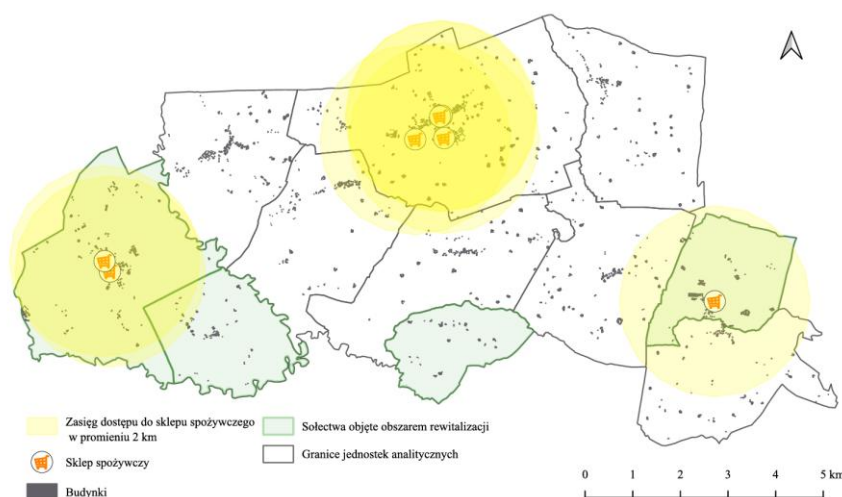 Zasięg dostępu do sklepu spożywczego
w promieniu 2 km
Sklep spożywczy
Budynki
Sołectwa objęte obszarem rewitalizacji
Granice jednostek analitycznych
0 1 2 3 4 5 km